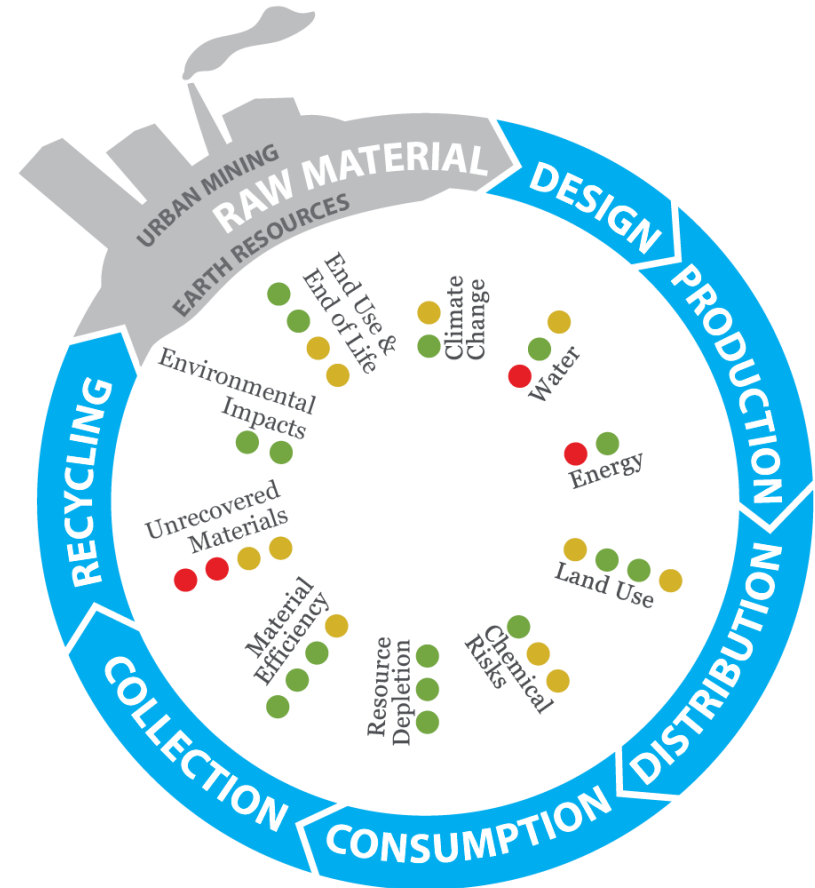 URBAN MINING
RAW MATERIAL
EARTH RESOURCES
DESIGN
PRODUCTION
DISTRIBUTION
CONSUMPTION
COLLECTION
RECYCLING
Climate
Change
Water
Energy
Land Use
Chemical
Risks
Resource
Depletion
Material
Efficiency
Unrecovered
Materials
Environmental
Impacts
End Use &
End of Life